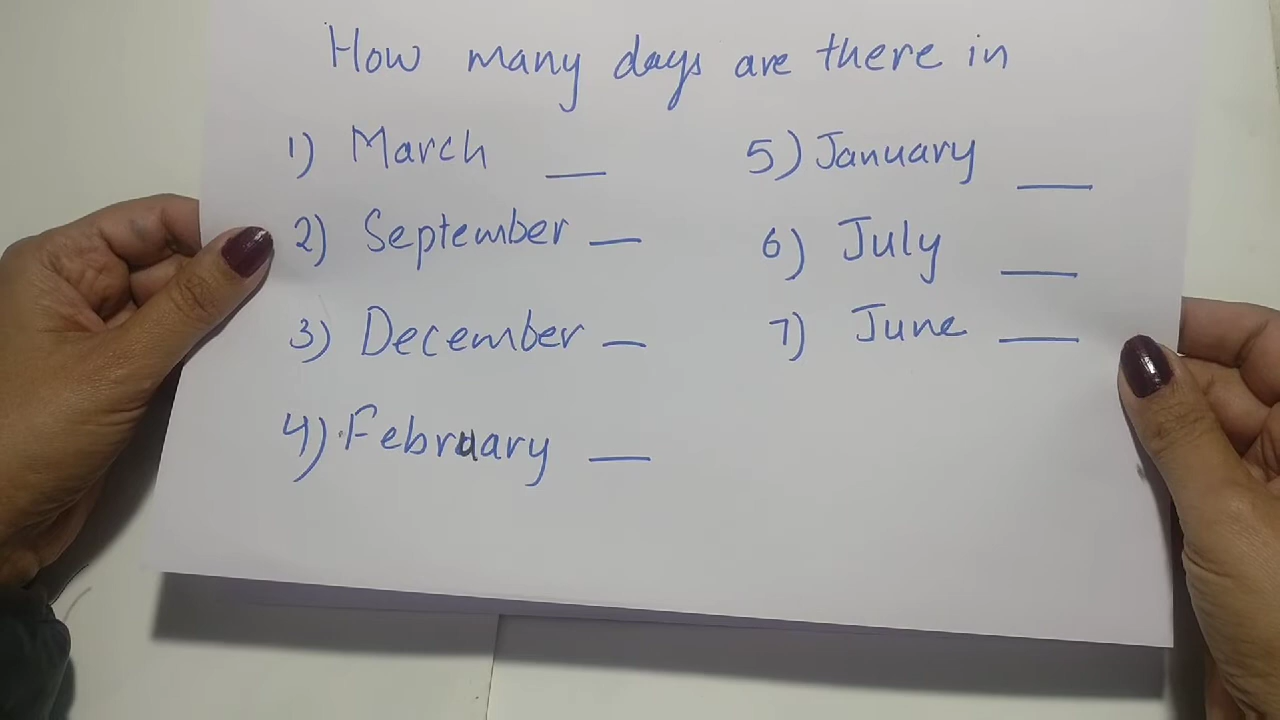 How many days are there in
1) March __
2) September __
3) December __
4) February __
5) January __
6) July __
7) June __